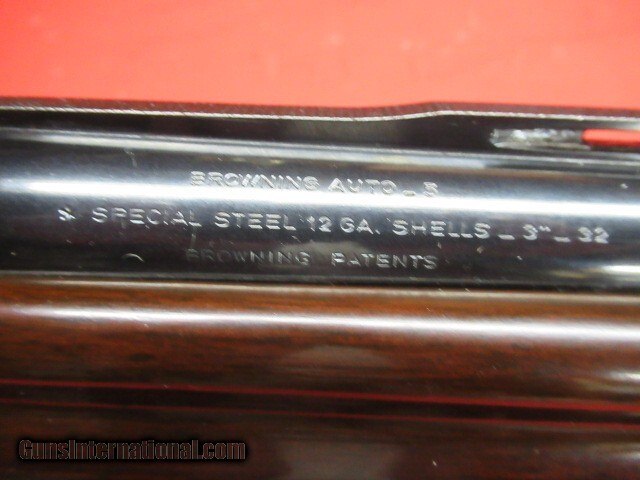 BROWNING AUTO-5
* SPECIAL STEEL 12 GA. SHELLS - 3" - 32
BROWNING PATENTS
GunsInternational.com